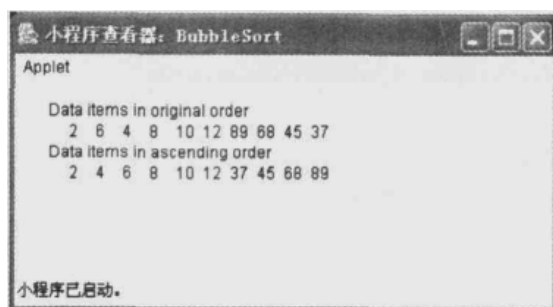 小程序查看器: BubbleSort
Applet
Data items in original order
2 6 4 8 10 12 89 68 45 37
Data items in ascending order
2 4 6 8 10 12 37 45 68 89
小程序已启动。